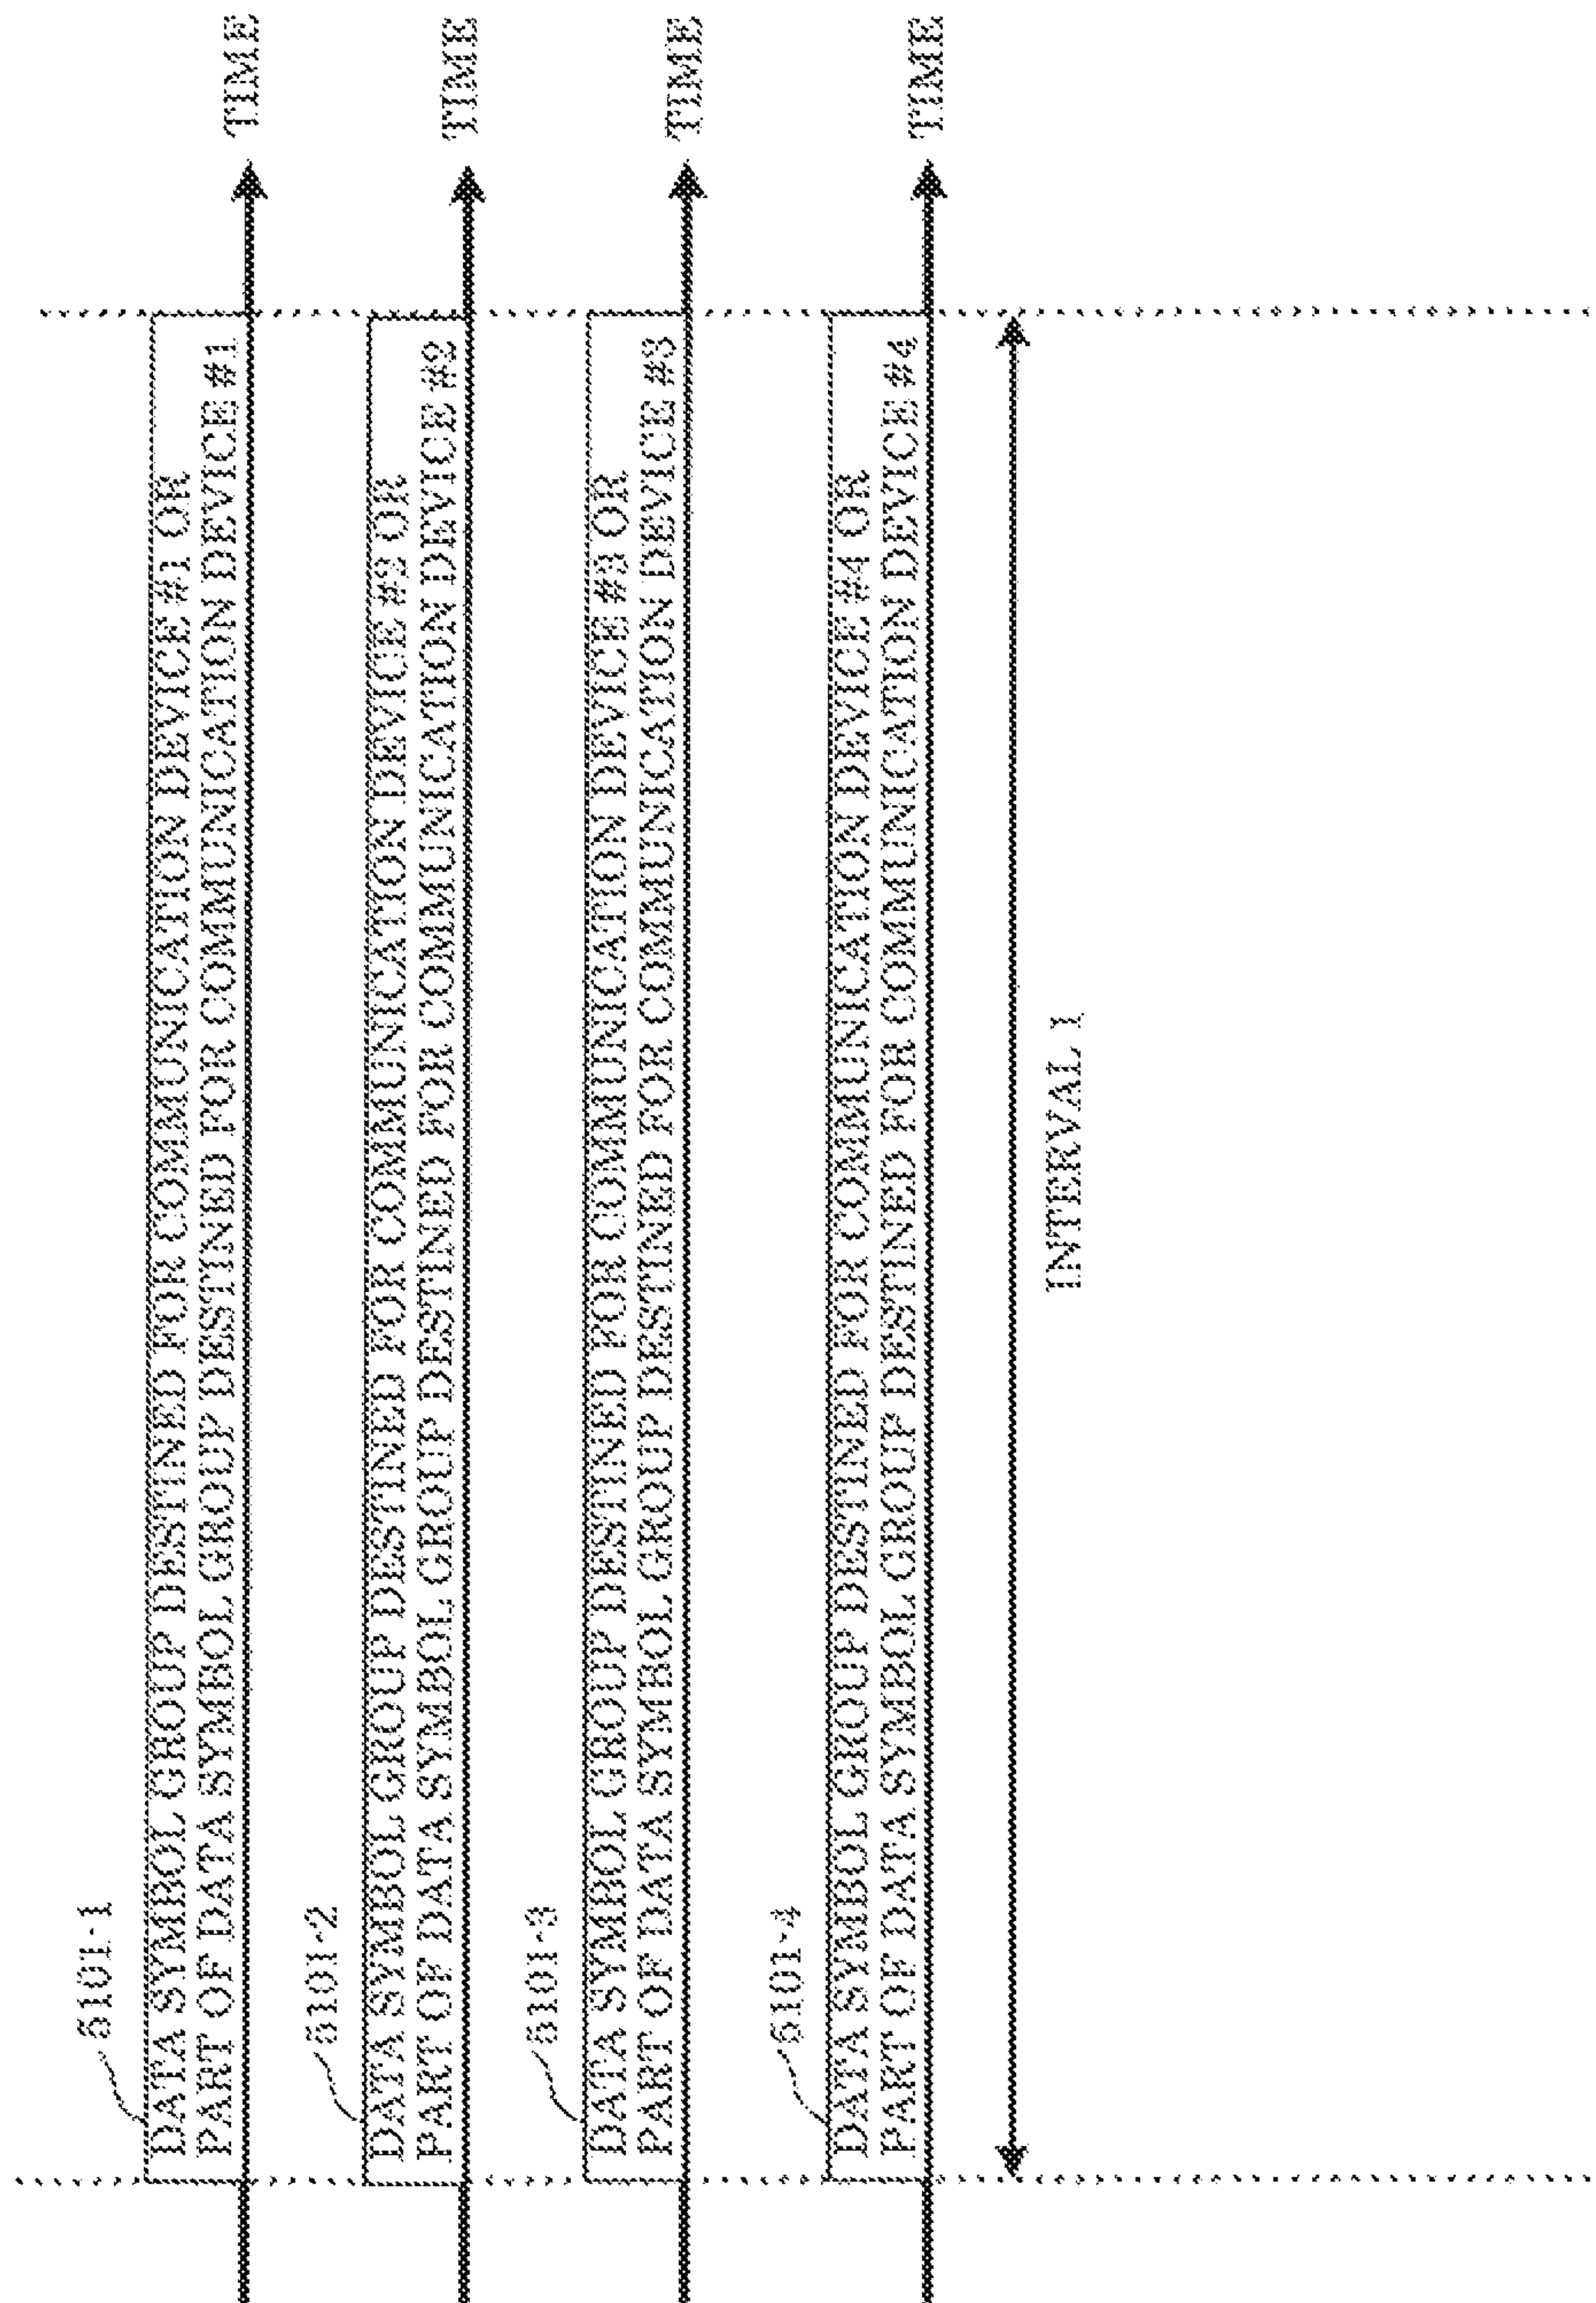 5101-1
DATA SYMBOL GROUP DESTINED FOR COMMUNICATION DEVICE #1 OR
PART OF DATA SYMBOL GROUP DESTINED FOR COMMUNICATION DEVICE #1
TIME
5101-2
DATA SYMBOL GROUP DESTINED FOR COMMUNICATION DEVICE #2 OR
PART OF DATA SYMBOL GROUP DESTINED FOR COMMUNICATION DEVICE #2
TIME
5101-3
DATA SYMBOL GROUP DESTINED FOR COMMUNICATION DEVICE #3 OR
PART OF DATA SYMBOL GROUP DESTINED FOR COMMUNICATION DEVICE #3
TIME
5101-4
DATA SYMBOL GROUP DESTINED FOR COMMUNICATION DEVICE #4 OR
PART OF DATA SYMBOL GROUP DESTINED FOR COMMUNICATION DEVICE #4
TIME
INTERVAL 1